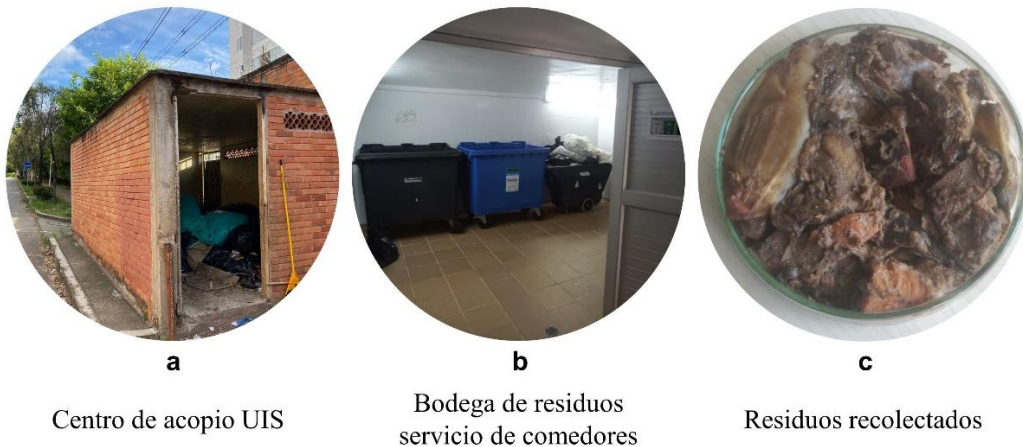 a
b
c
Centro de acopio UIS
Bodega de residuos
servicio de comedores
Residuos recolectados